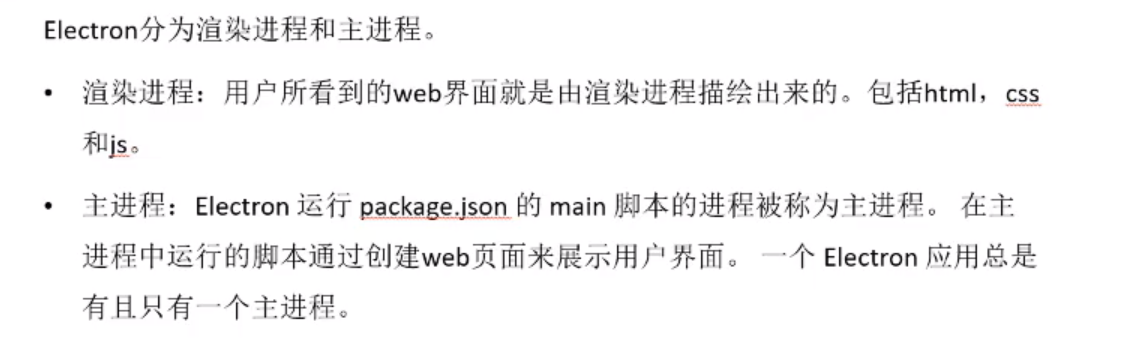 Electron分为渲染进程和主进程。
• 渲染进程：用户所看到的web界面就是由渲染进程描绘出来的。包括html，css
和js。
• 主进程：Electron 运行 package.json 的 main 脚本的进程被称为主进程。 在主
进程中运行的脚本通过创建web页面来展示用户界面。 一个 Electron 应用总是
有且只有一个主进程。